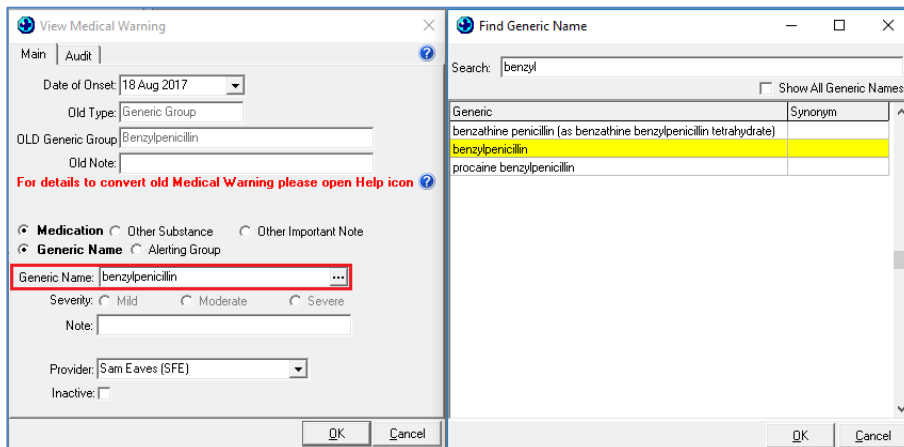 View Medical Warning
Main Audit
Date of Onset: 18 Aug 2017
Old Type: Generic Group
OLD Generic Group Benzylpenicillin
Old Note:
For details to convert old Medical Warning please open Help icon
Medication Other Substance Other Important Note
Generic Name Alerting Group
Generic Name: benzylpenicillin ...
Severity: Mild Moderate Severe
Note:
Provider: Sam Eaves (SFE)
Inactive:
OK Cancel
Find Generic Name
Search: benzyl
Show All Generic Names
Generic Synonym
benzathine penicillin (as benzathine benzylpenicillin tetrahydrate)
benzylpenicillin
procaine benzylpenicillin
OK Cancel